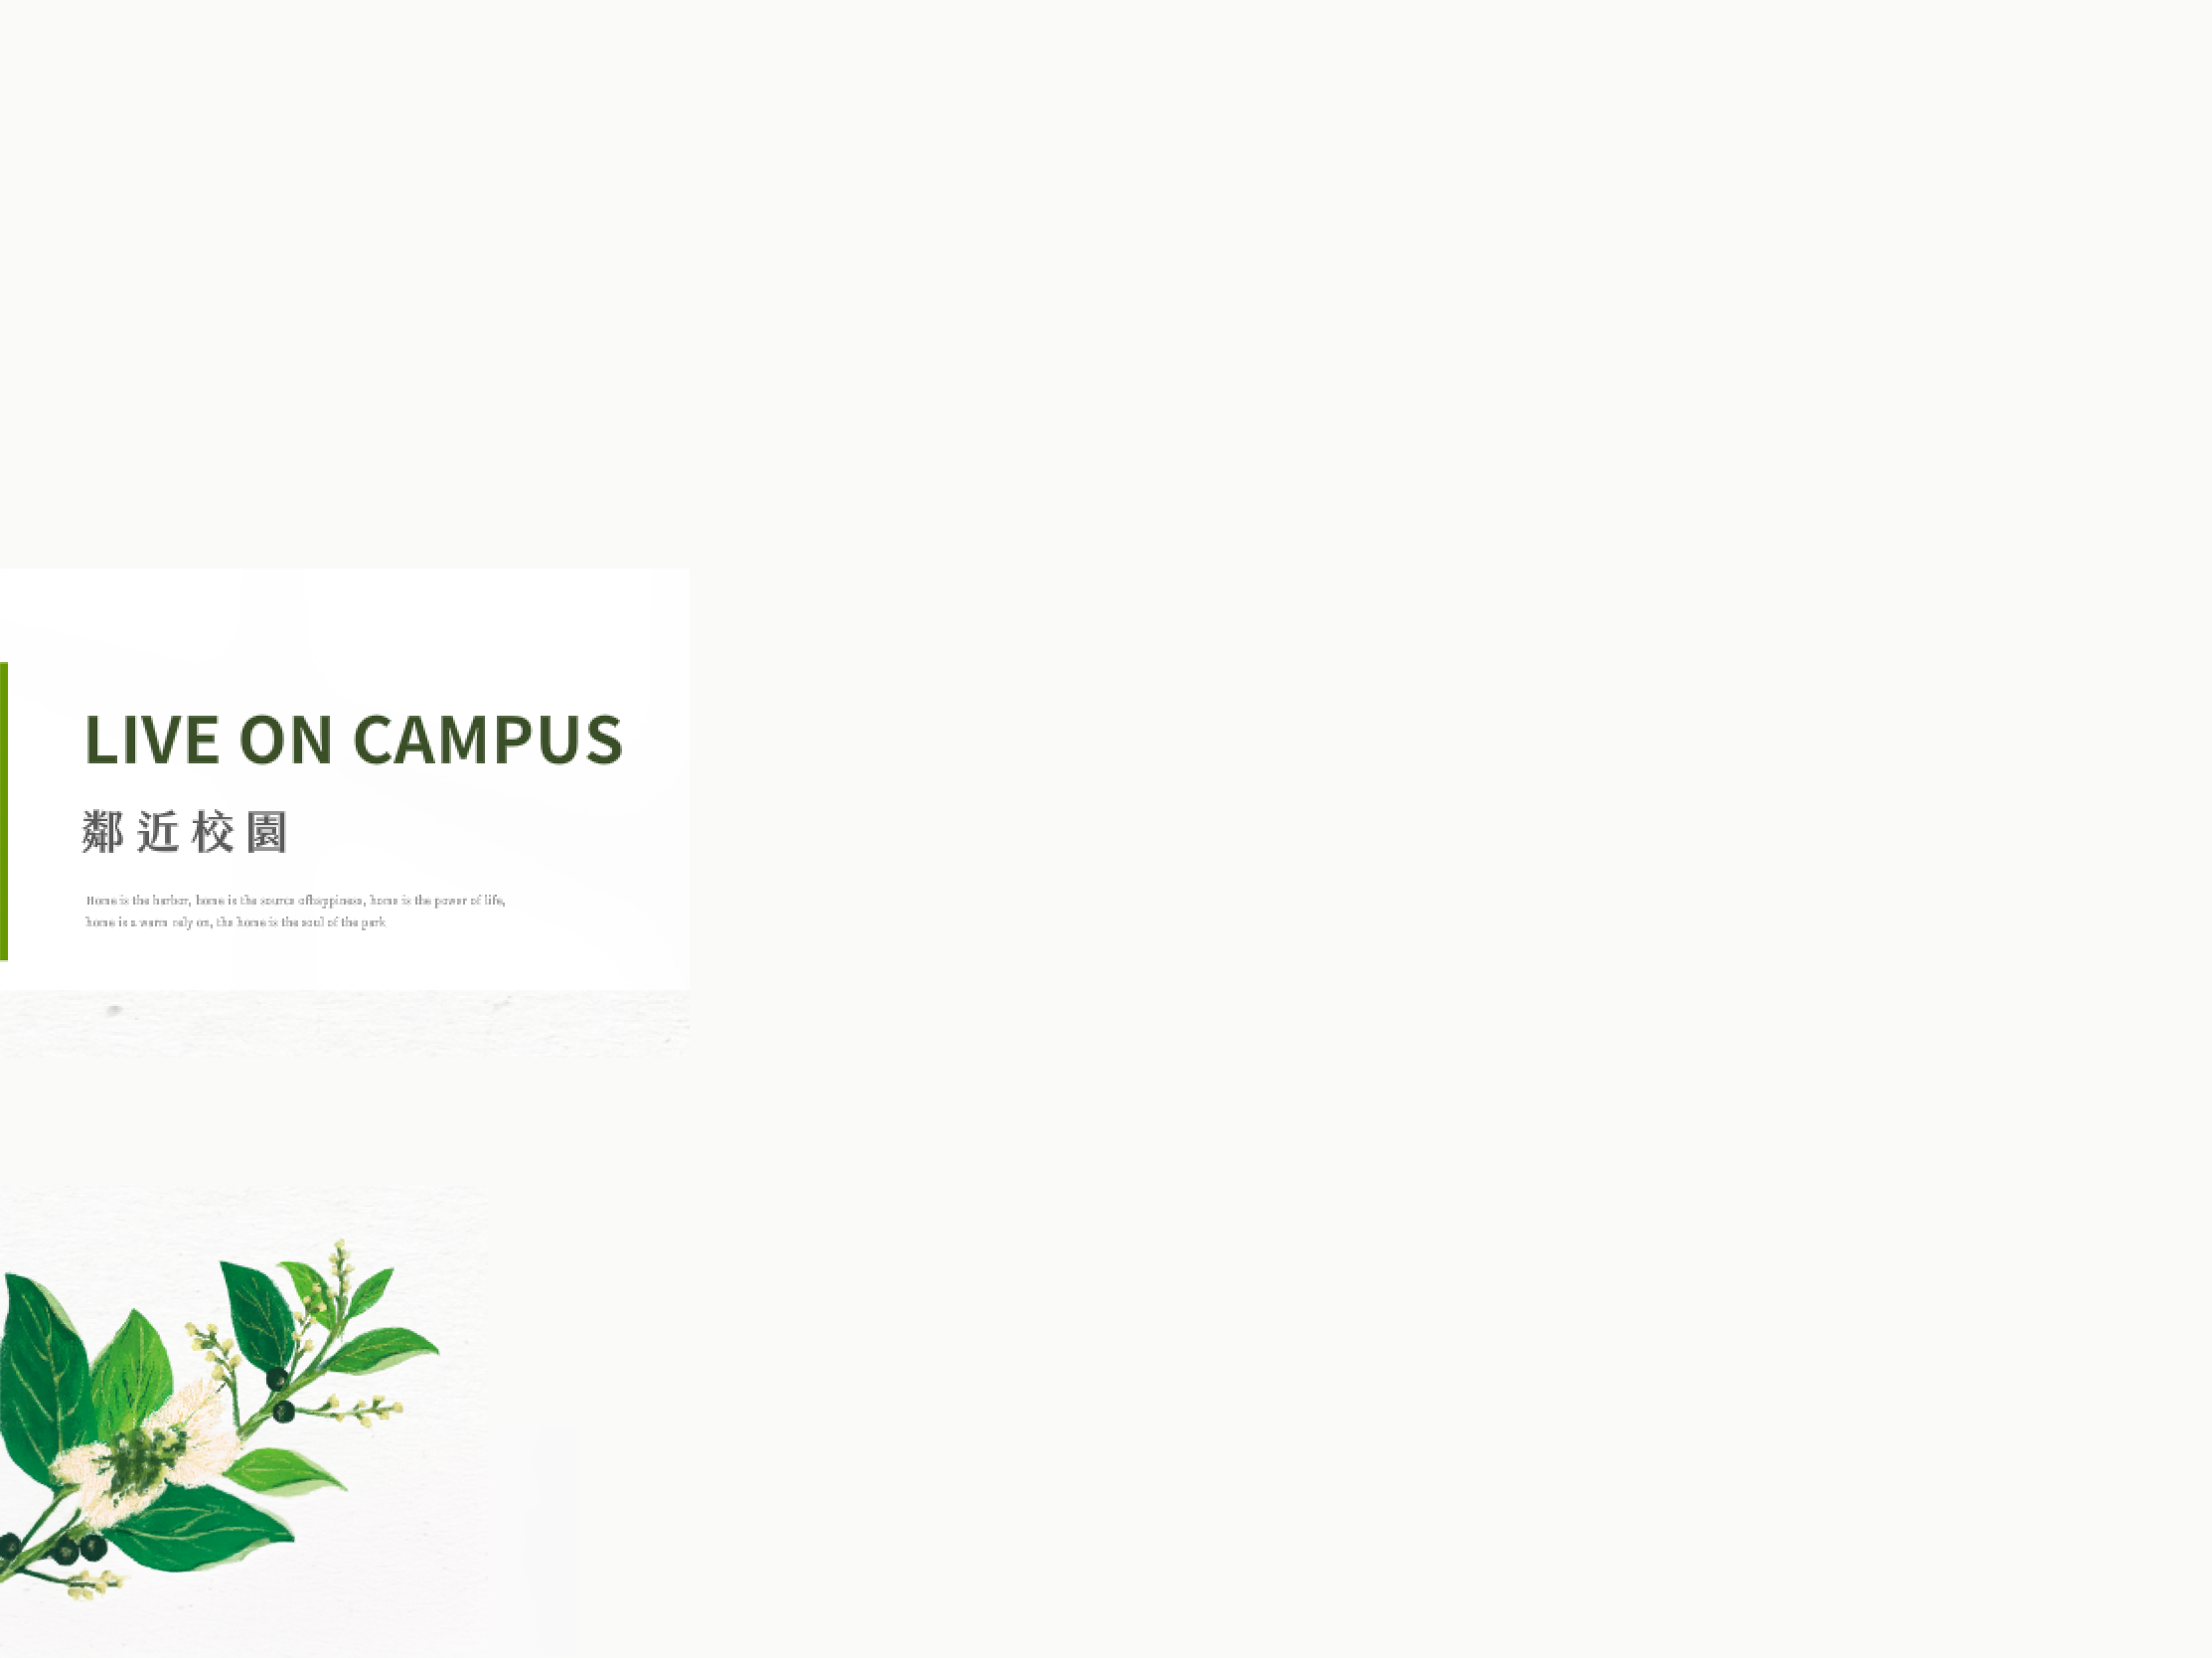 LIVE ON CAMPUS
鄰近校園
Home is the harbor, home is the source ofhappiness, home is the power of life,
home is a warm rely on, the home is the soul of the park